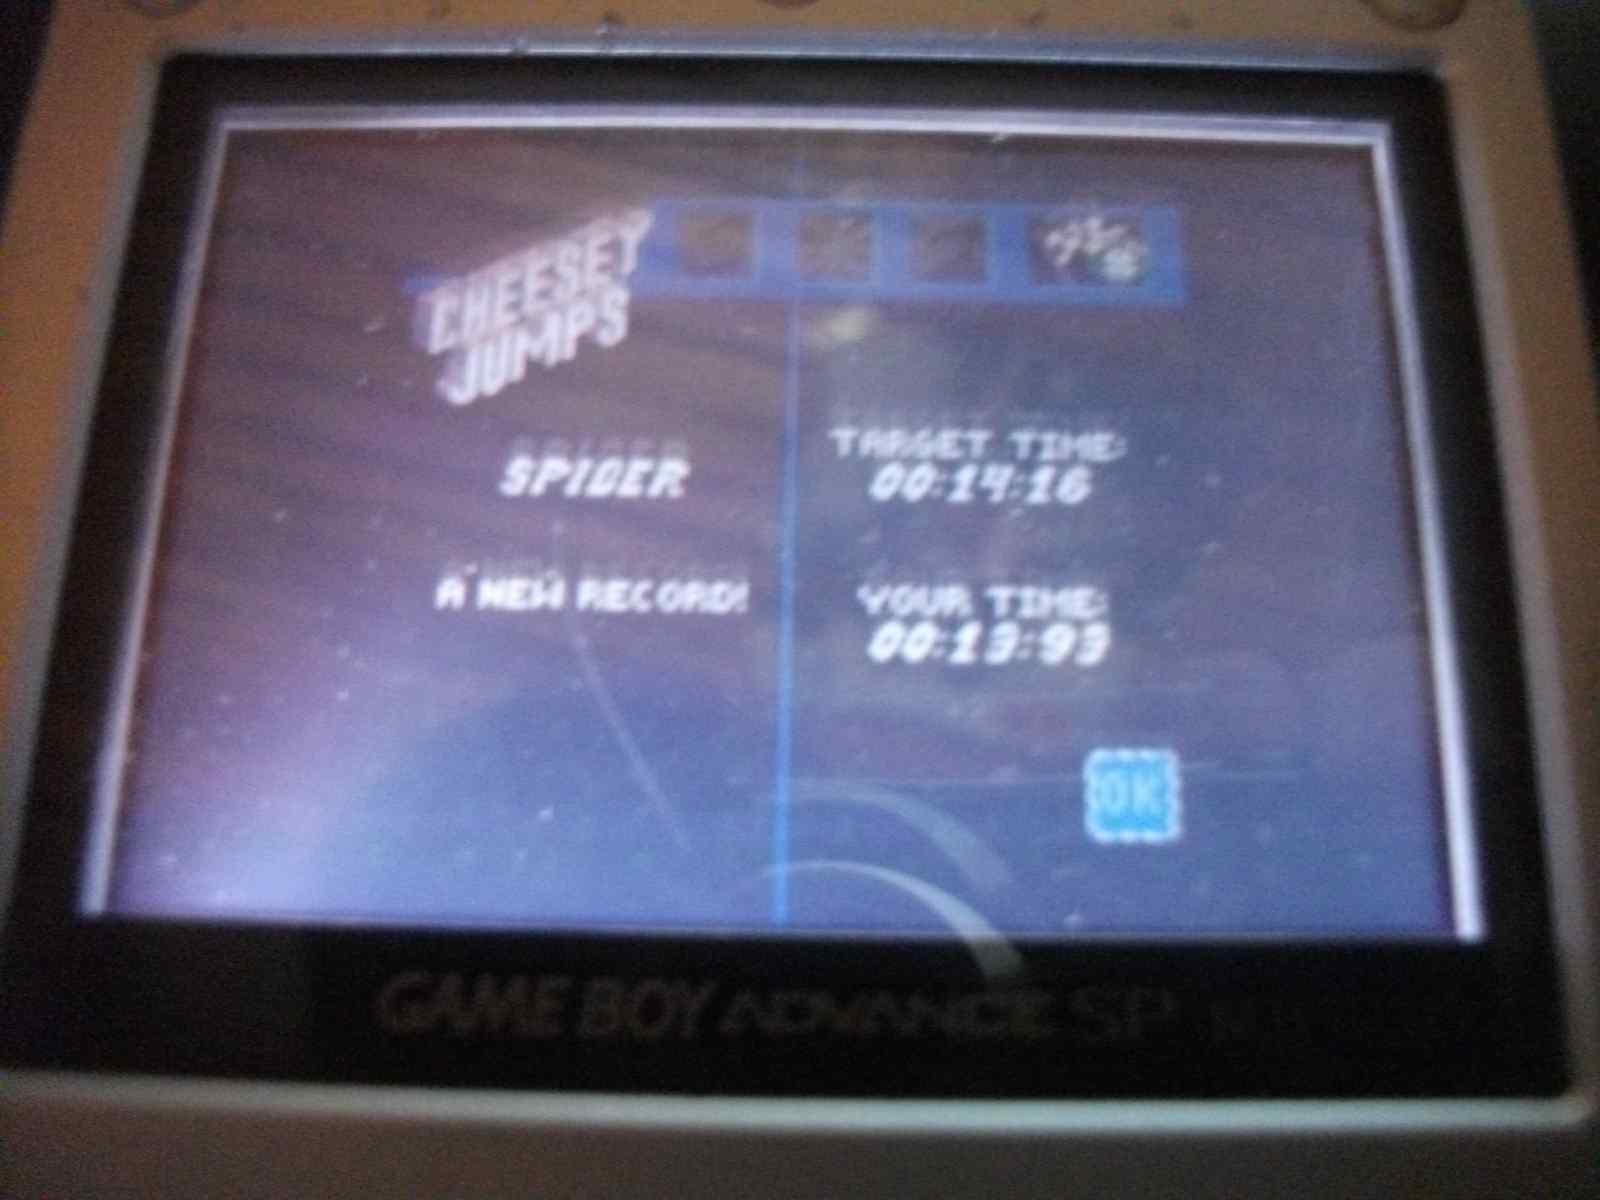 CHEESEY
JUMPS
SPIDER
A NEW RECORD!
TARGET TIME:
00:14:16
YOUR TIME:
00:13:93
OK
GAME BOY ADVANCE SP